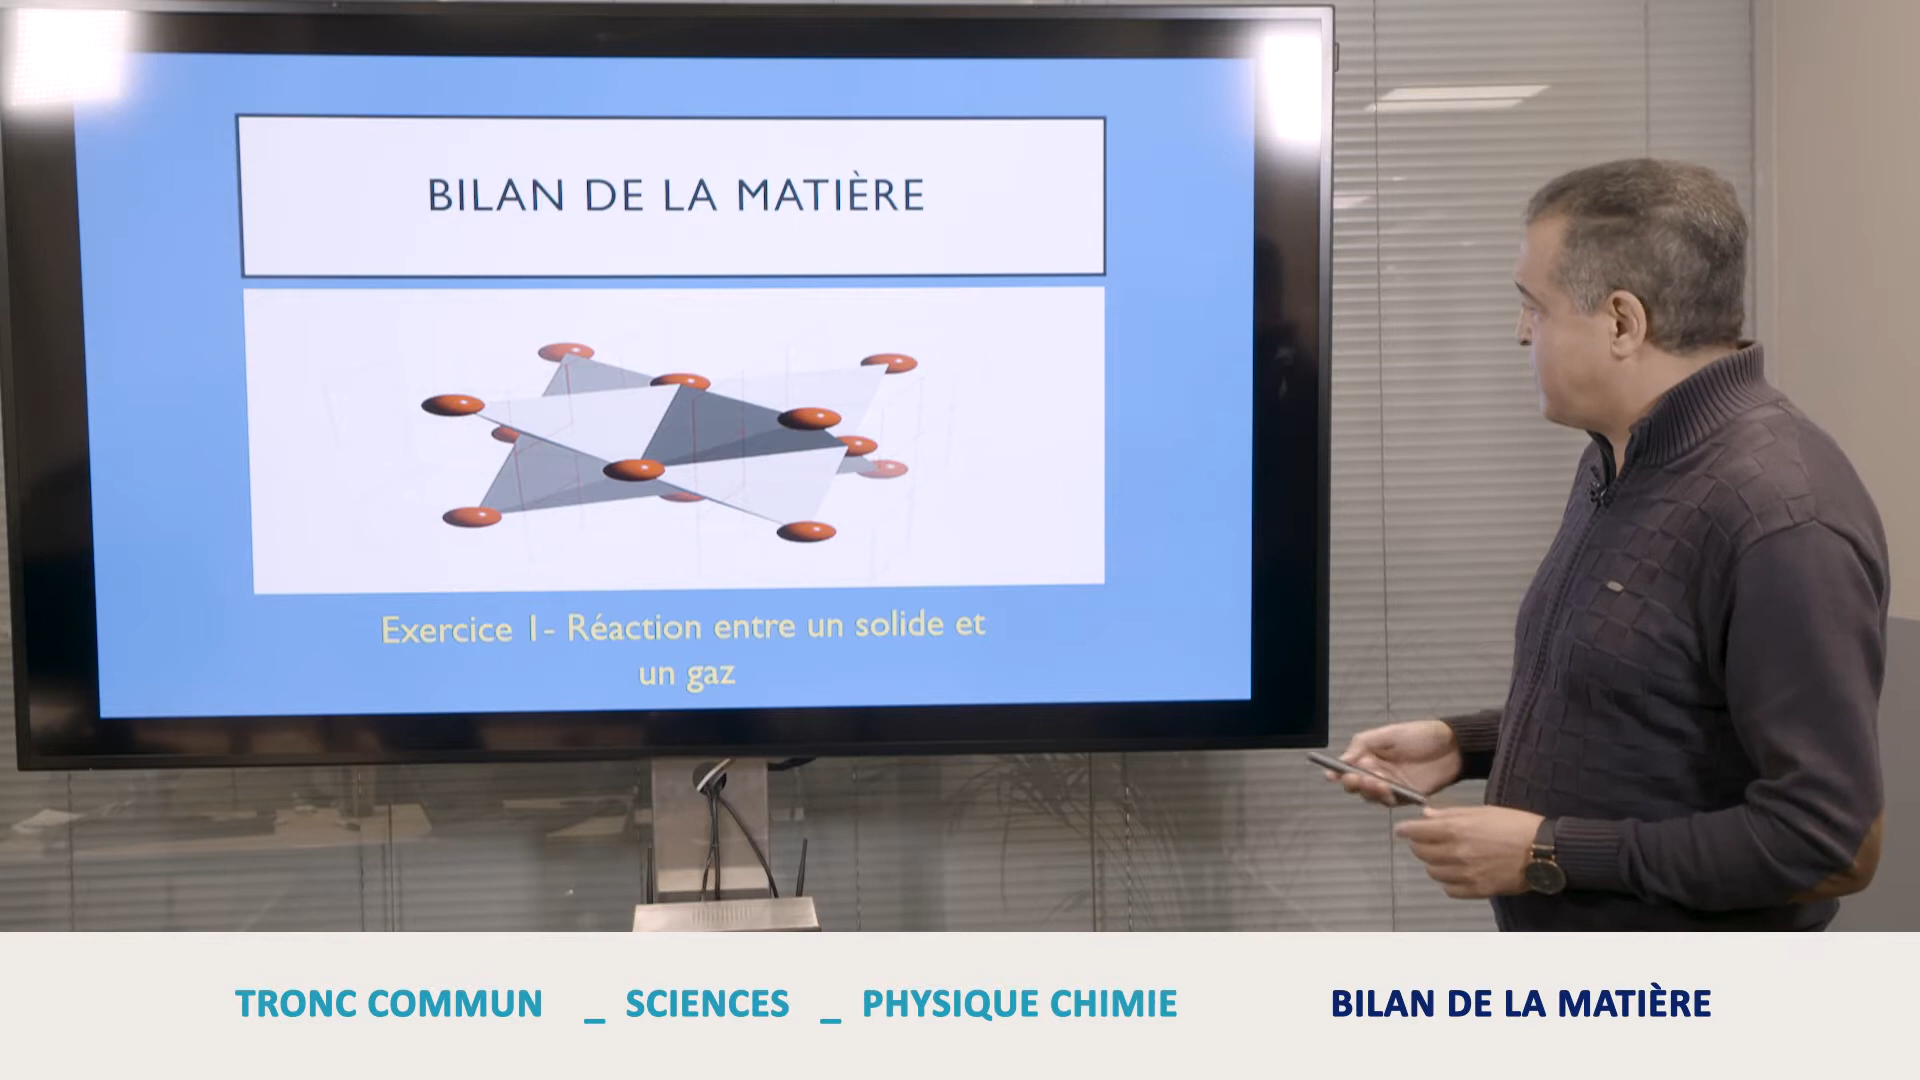 BILAN DE LA MATIÈRE
Exercice 1- Réaction entre un solide et
un gaz
TRONC COMMUN _ SCIENCES _ PHYSIQUE CHIMIE BILAN DE LA MATIÈRE